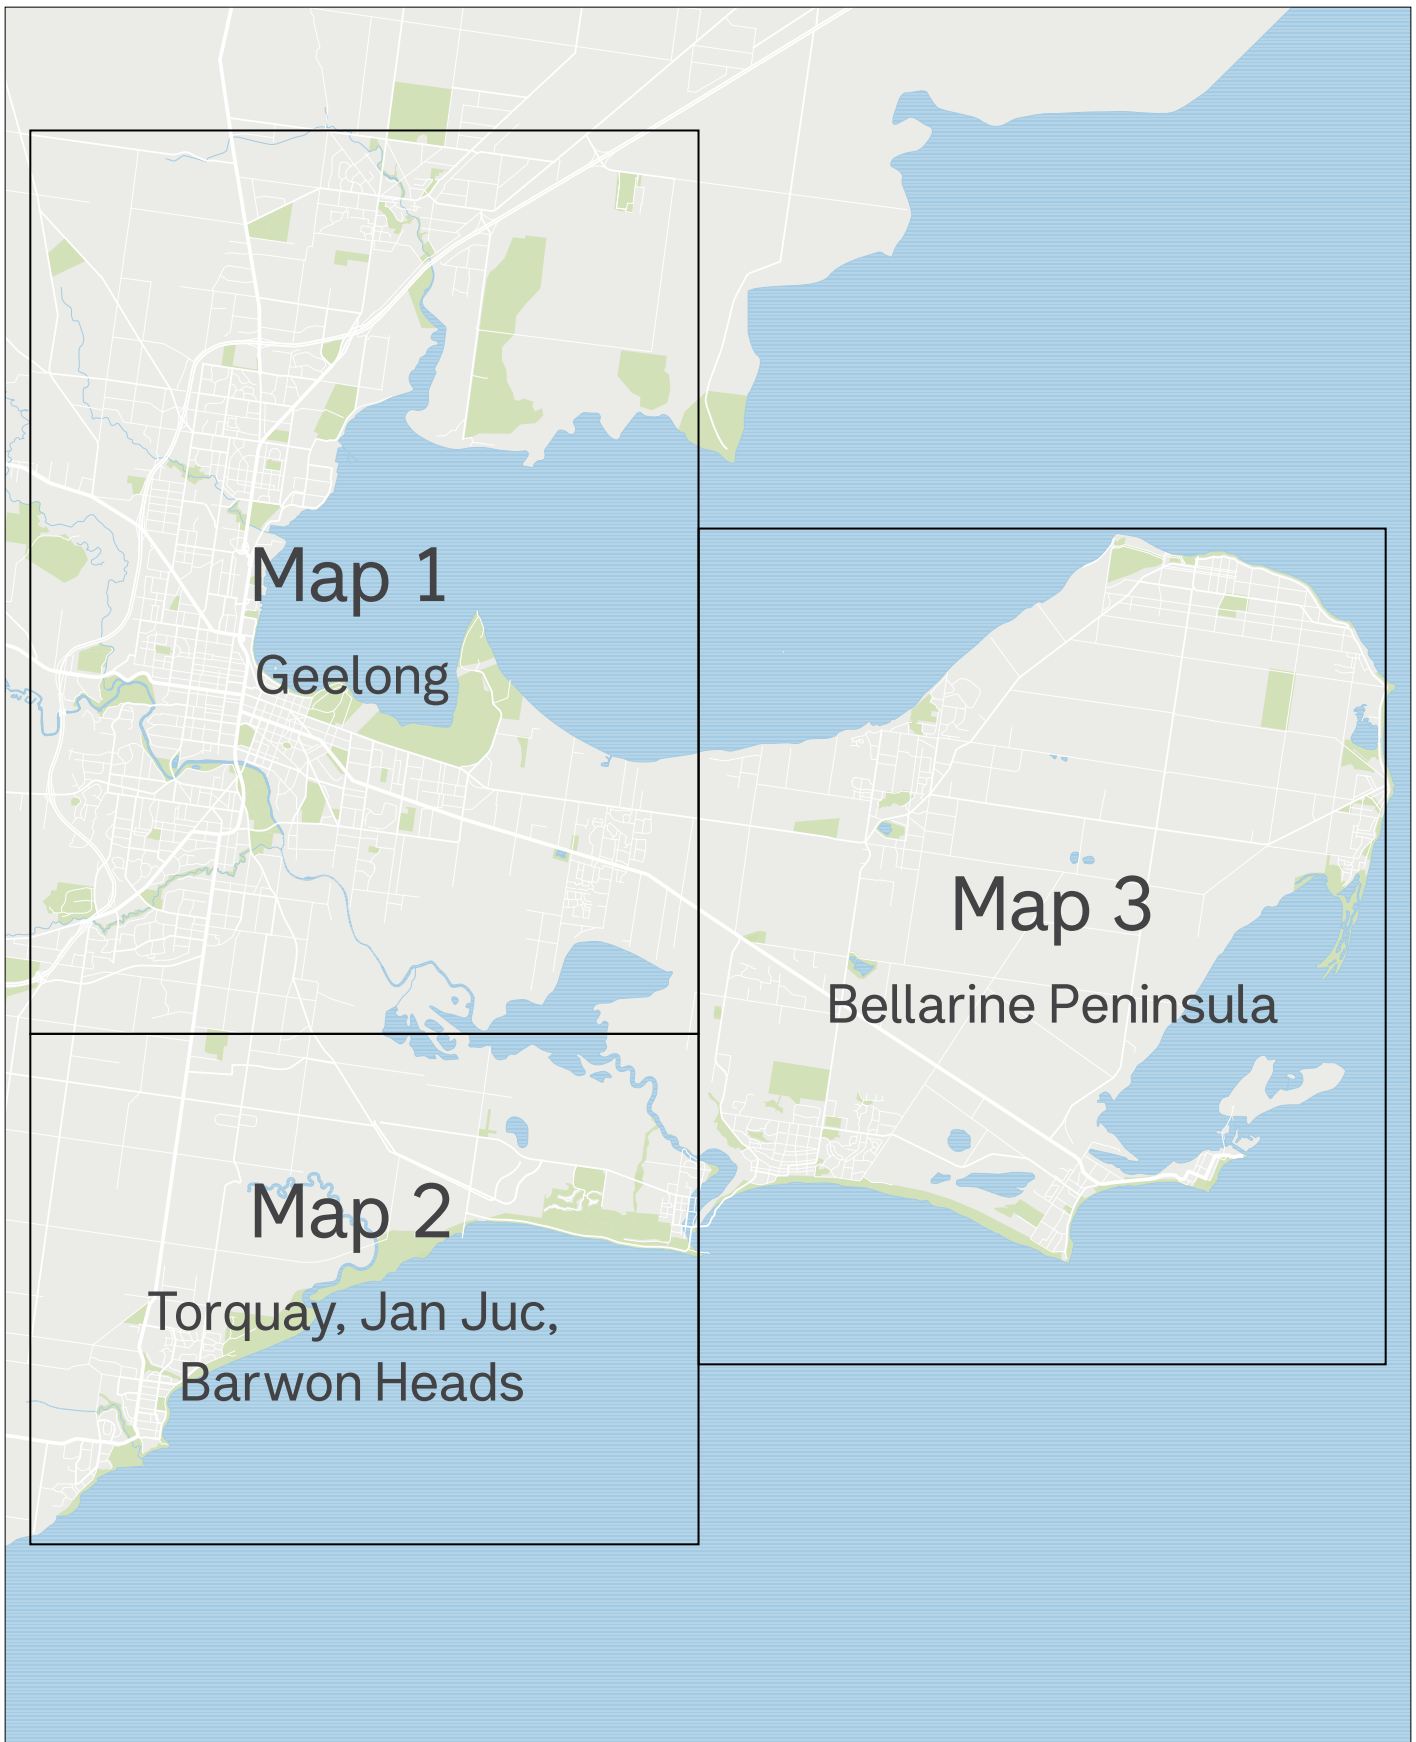 Map 1
Geelong
Map 3
Bellarine Peninsula
Map 2
Torquay, Jan Juc,
Barwon Heads